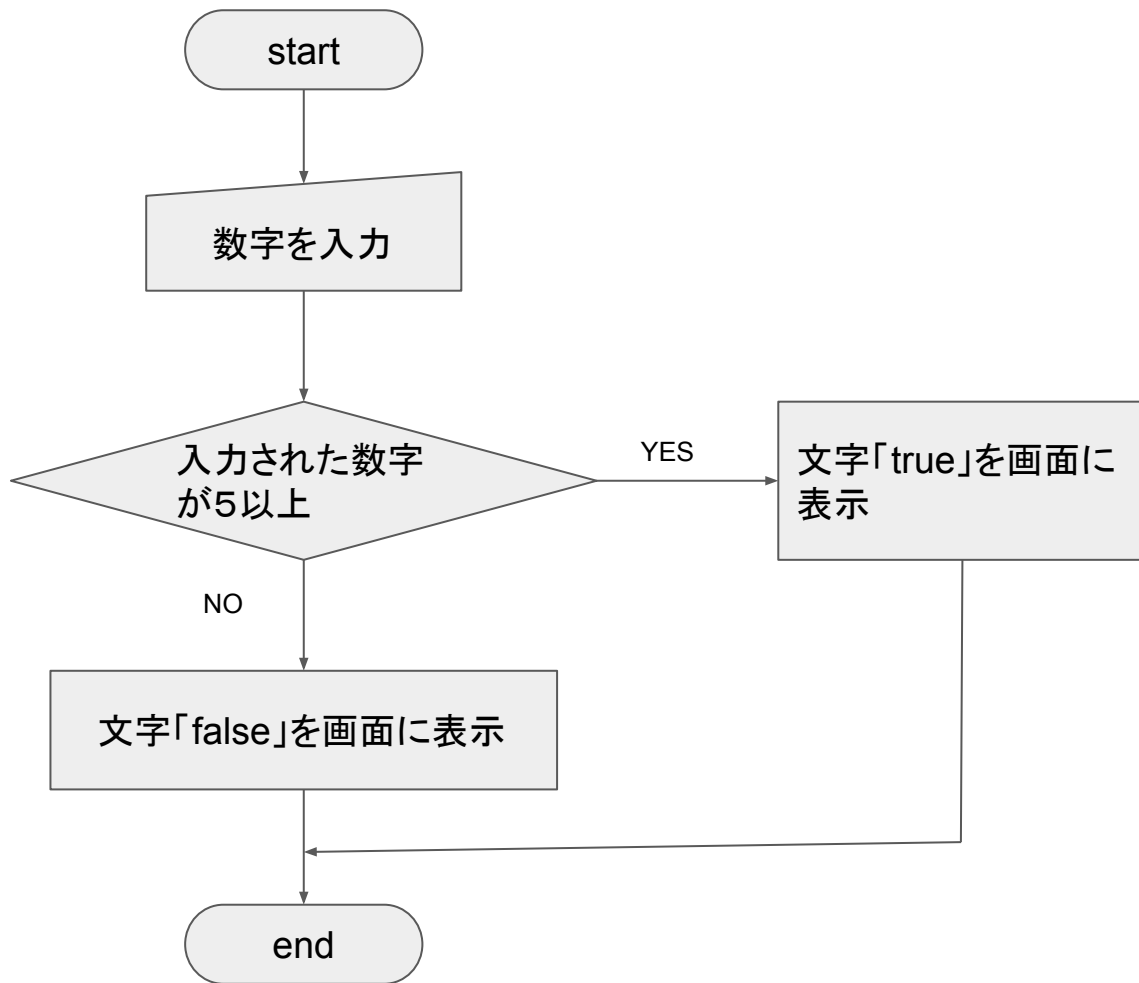 start
数字を入力
入力された数字
が５以上
YES
文字「true」を画面に
表示
NO
文字「false」を画面に表示
end